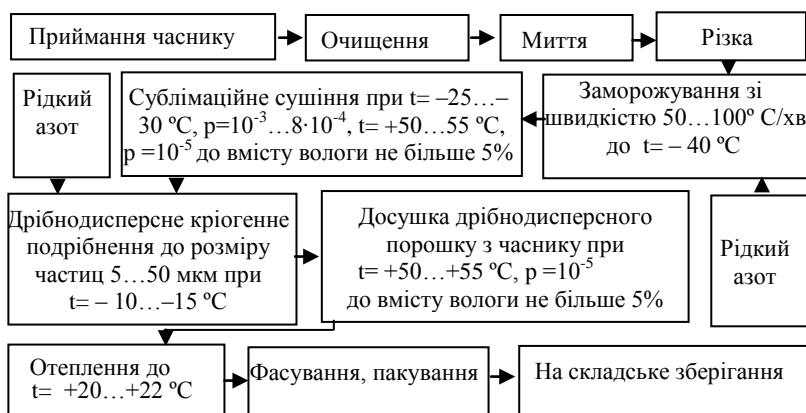 Приймання часнику
Очищення
Миття
Різка
Рідкий
азот
Сублімаційне сушіння при t= −25…−
30 ºС, р=10⁻³…8·10⁻⁴, t= +50…55 ºС,
р =10⁻⁵ до вмісту вологи не більше 5%
Заморожування зі
швидкістю 50…100º С/хв
до t= – 40 ºС
Дрібнодисперсне кріогенне
подрібнення до розміру
частиц 5…50 мкм при
t= – 10…–15 ºС
Досушка дрібнодисперсного
порошку з часнику при
t= +50…+55 ºС, р =10⁻⁵
до вмісту вологи не більше 5%
Рідкий
азот
Отеплення до
t= +20…+22 ºС
Фасування, пакування
На складське зберігання